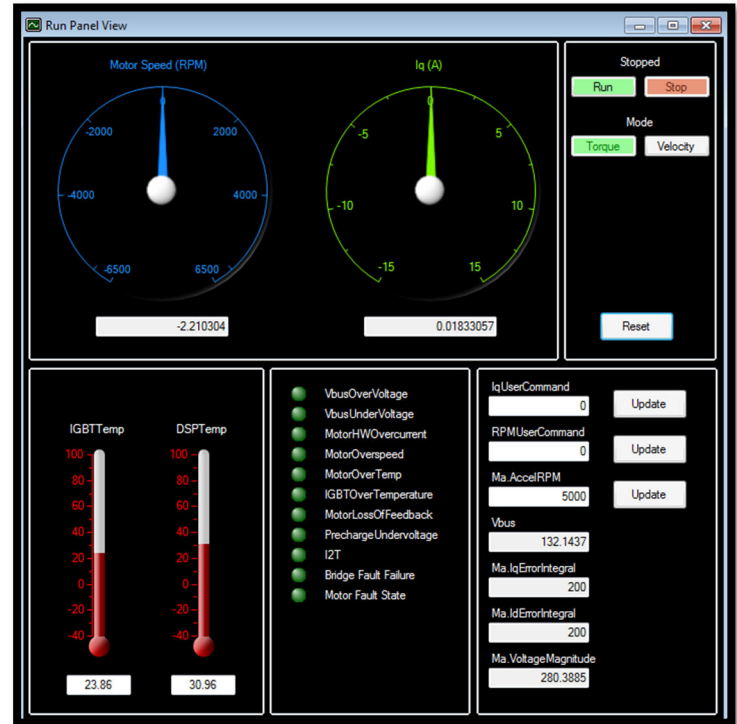 Run Panel View
Motor Speed (RPM)
0
-2000 2000
-4000 4000
-6500 6500
-2.210304
Iq (A)
0
-5 5
-10 10
-15 15
0.01833057
Stopped
Run Stop
Mode
Torque Velocity
Reset
IGBTTemp
100
80
60
40
20
0
-20
-40
23.86
DSPTemp
100
80
60
40
20
0
-20
-40
30.96
VbusOverVoltage
VbusUnderVoltage
MotorHWOvercurrent
MotorOverspeed
MotorOverTemp
IGBTOverTemperature
MotorLossOfFeedback
PrechargeUndervoltage
I2T
Bridge Fault Failure
Motor Fault State
IqUserCommand
0 Update
RPMUserCommand
0 Update
Ma.AccelRPM
5000 Update
Vbus
132.1437
Ma.IqErrorIntegral
200
Ma.IdErrorIntegral
200
Ma.VoltageMagnitude
280.3885